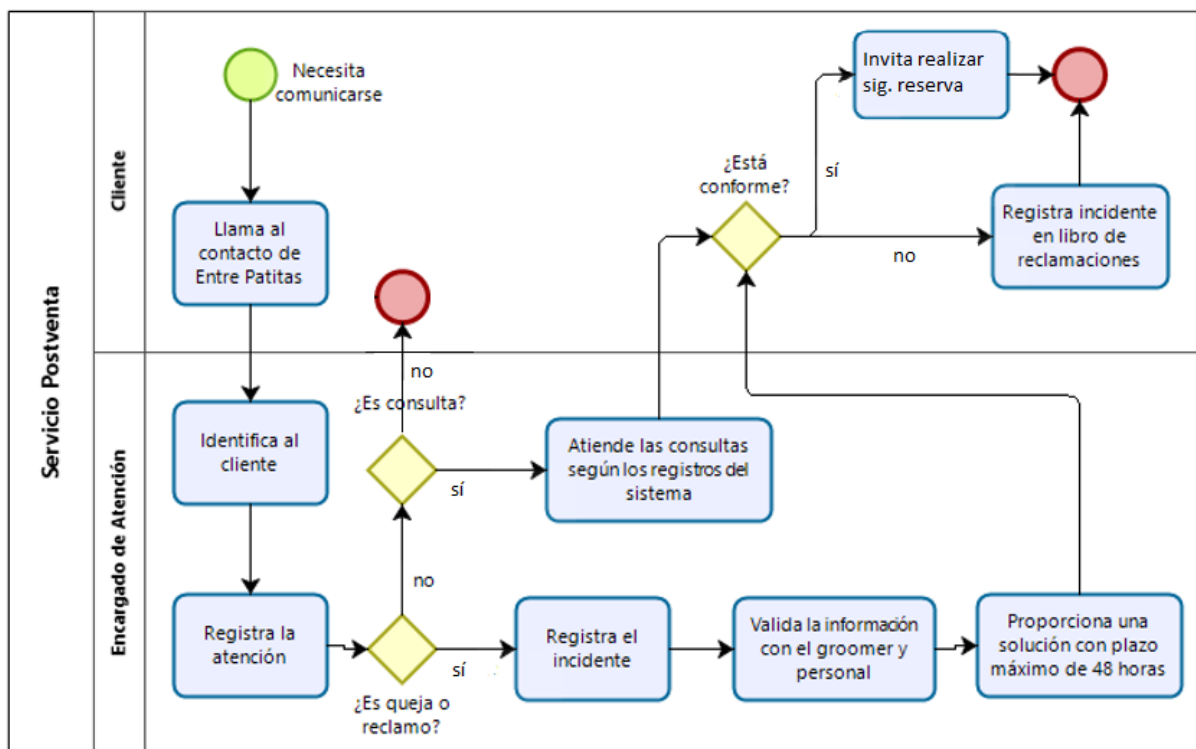 Servicio Postventa
Cliente
Necesita
comunicarse
Llama al
contacto de
Entre Patitas
Invita realizar
sig. reserva
¿Está
conforme?
sí
no
Registra incidente
en libro de
reclamaciones
Encargado de Atención
Identifica al
cliente
no
¿Es consulta?
sí
Atiende las consultas
según los registros del
sistema
Registra la
atención
no
sí
¿Es queja o
reclamo?
Registra el
incidente
Valida la información
con el groomer y
personal
Proporciona una
solución con plazo
máximo de 48 horas